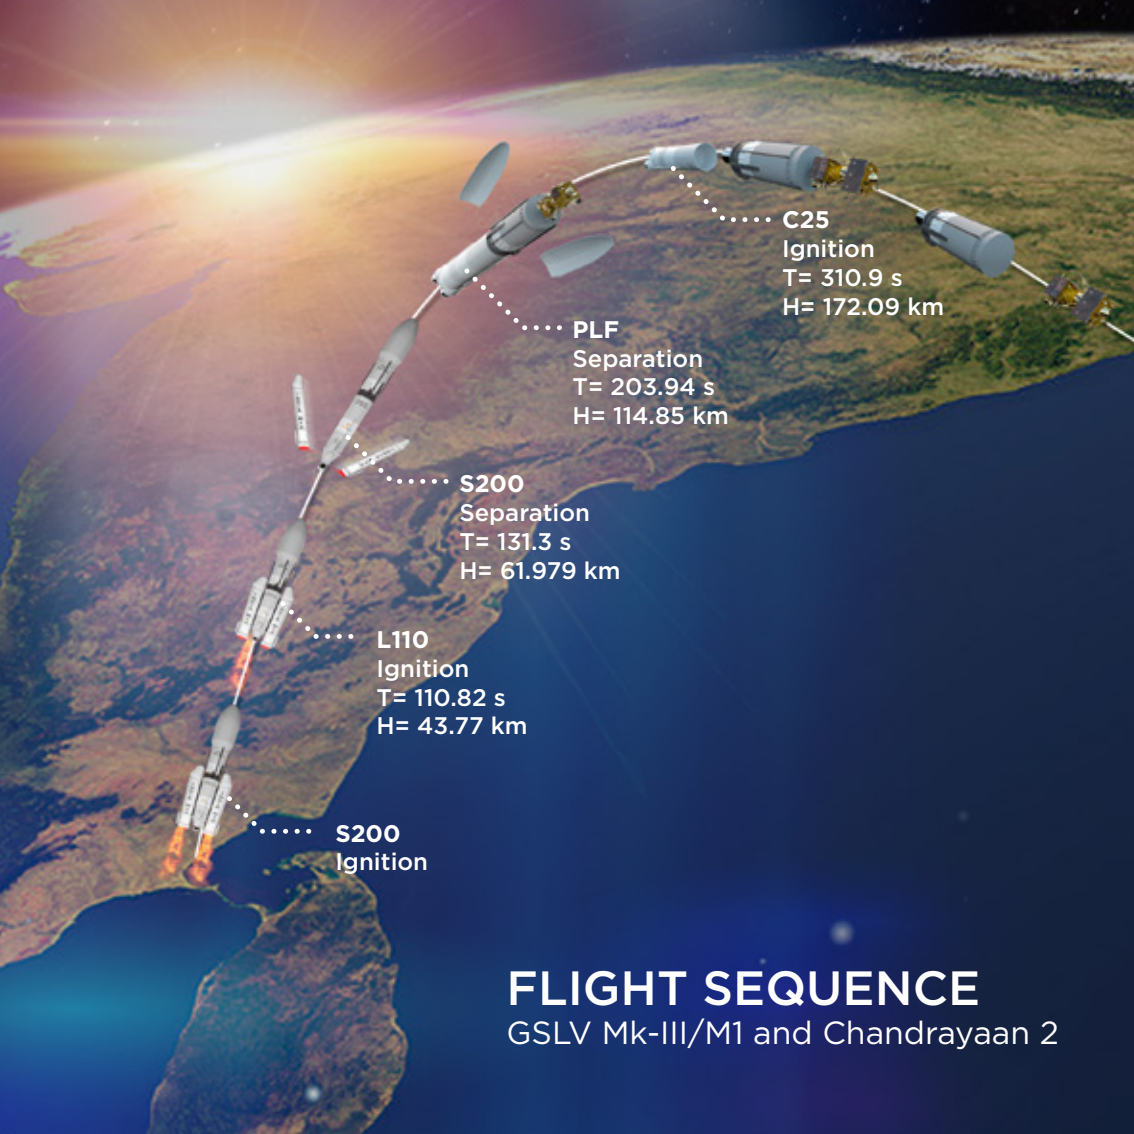 C25
Ignition
T= 310.9 s
H= 172.09 km
PLF
Separation
T= 203.94 s
H= 114.85 km
S200
Separation
T= 131.3 s
H= 61.979 km
L110
Ignition
T= 110.82 s
H= 43.77 km
S200
Ignition
FLIGHT SEQUENCE
GSLV Mk-III/M1 and Chandrayaan 2